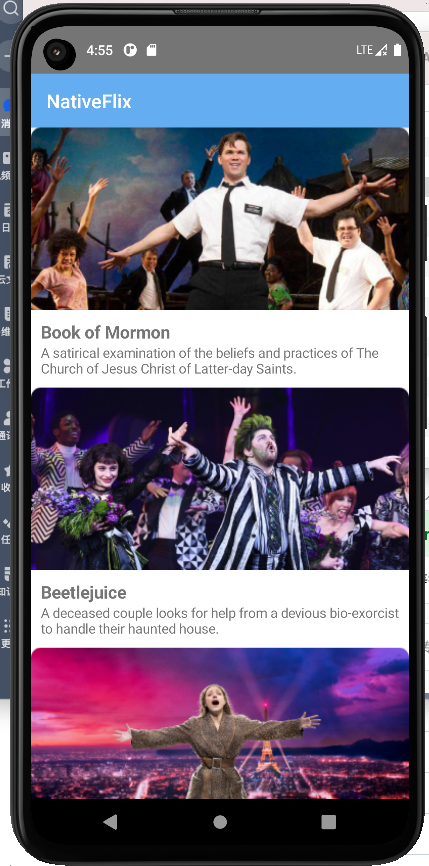 4:55
LTE
NativeFlix
Book of Mormon
A satirical examination of the beliefs and practices of The
Church of Jesus Christ of Latter-day Saints.
Beetlejuice
A deceased couple looks for help from a devious bio-exorcist
to handle their haunted house.